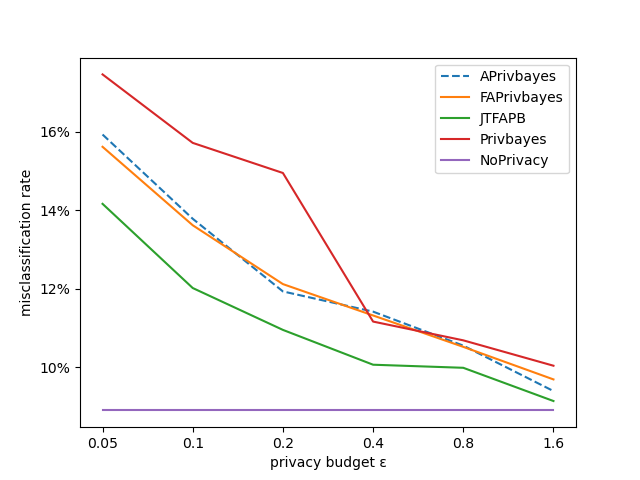 APrivbayes
FAPrivbayes
JTFAPB
Privbayes
NoPrivacy
misclassification rate
16%
14%
12%
10%
0.05 0.1 0.2 0.4 0.8 1.6
privacy budget ε